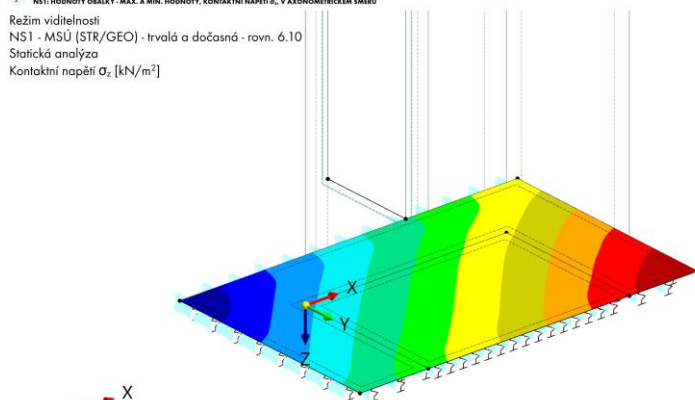 NS1: HODNOTY OBÁLKY - MAX. A MIN. HODNOTY, KONTAKTNÍ NAPĚTÍ σz, V AXONOMETRICKÉM SMĚRU
Režim viditelnosti
NS1 - MSÚ (STR/GEO) - trvalá a dočasná - rovn. 6.10
Statická analýza
Kontaktní napětí σz [kN/m²]
X
Y
Z
X